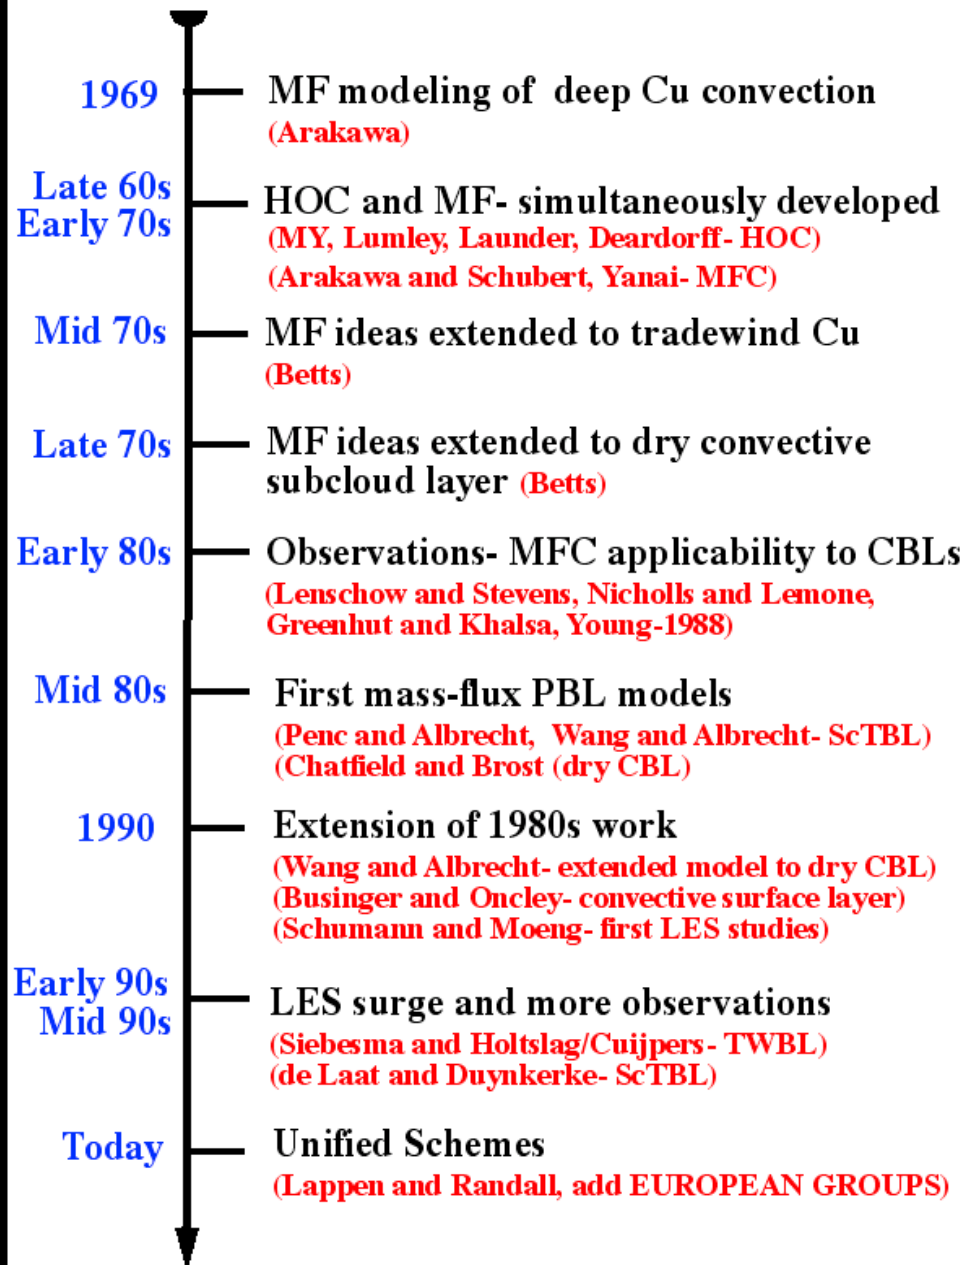 1969
MF modeling of deep Cu convection
(Arakawa)
Late 60s
Early 70s
HOC and MF- simultaneously developed
(MY, Lumley, Launder, Deardorff- HOC)
(Arakawa and Schubert, Yanai- MFC)
Mid 70s
MF ideas extended to tradewind Cu
(Betts)
Late 70s
MF ideas extended to dry convective
subcloud layer (Betts)
Early 80s
Observations- MFC applicability to CBLs
(Lenschow and Stevens, Nicholls and Lemone,
Greenhut and Khalsa, Young-1988)
Mid 80s
First mass-flux PBL models
(Penc and Albrecht, Wang and Albrecht- ScTBL)
(Chatfield and Brost (dry CBL)
1990
Extension of 1980s work
(Wang and Albrecht- extended model to dry CBL)
(Businger and Oncley- convective surface layer)
(Schumann and Moeng- first LES studies)
Early 90s
Mid 90s
LES surge and more observations
(Siebesma and Holtslag/Cuijpers- TWBL)
(de Laat and Duynkerke- ScTBL)
Today
Unified Schemes
(Lappen and Randall, add EUROPEAN GROUPS)